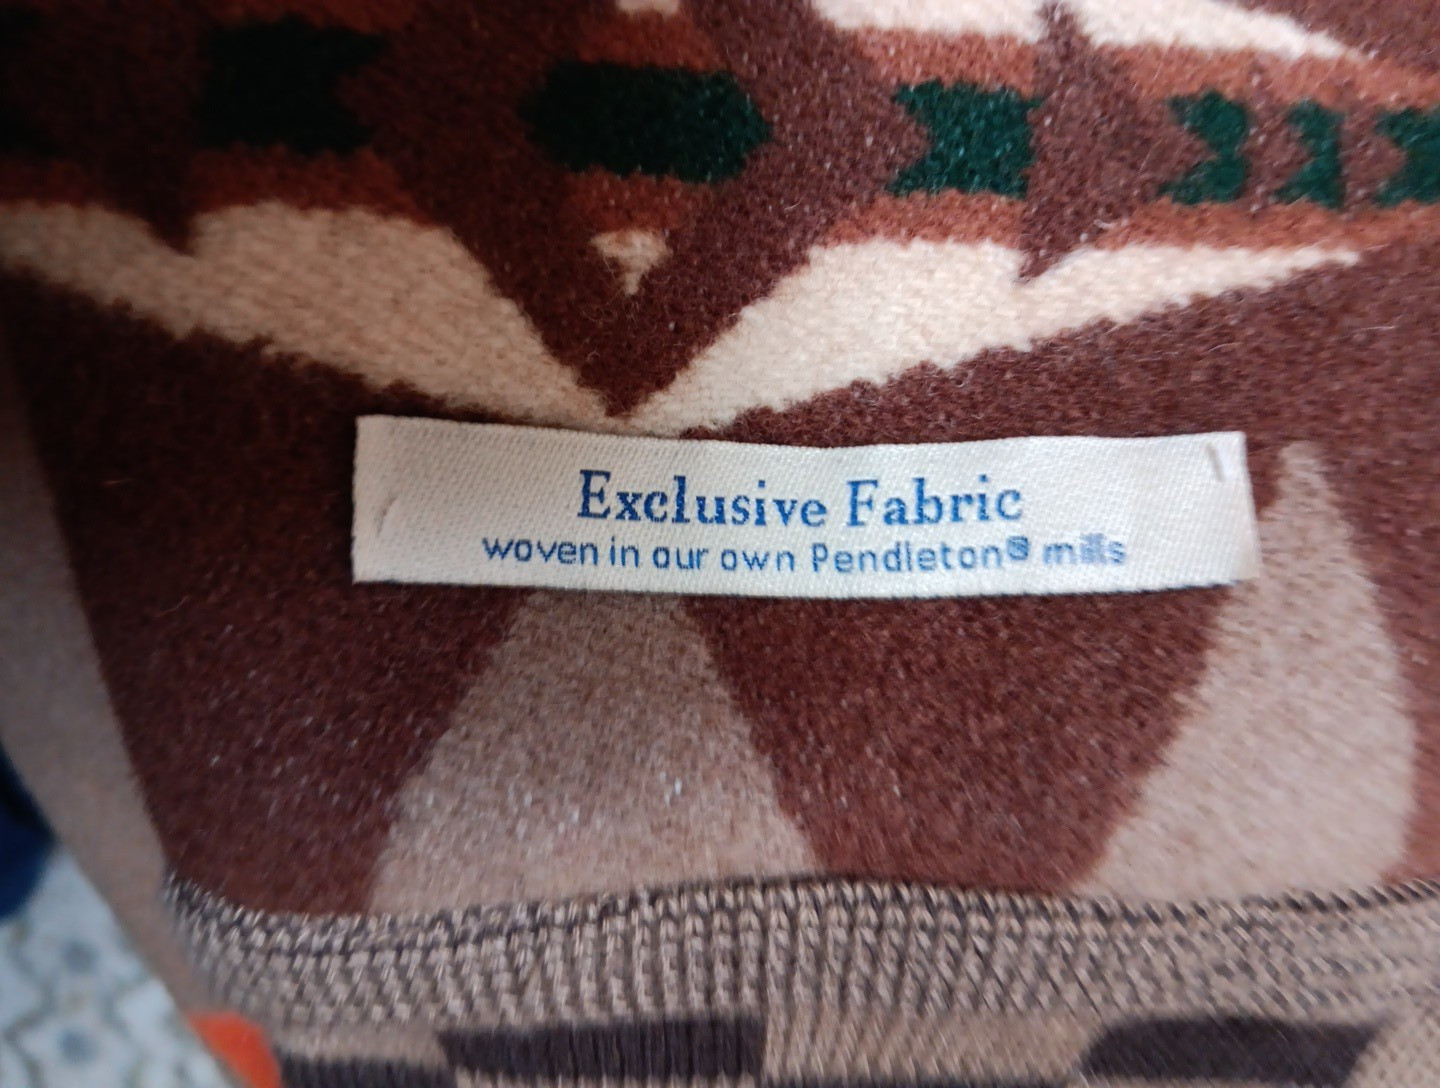 Exclusive Fabric
woven in our own Pendleton® mills